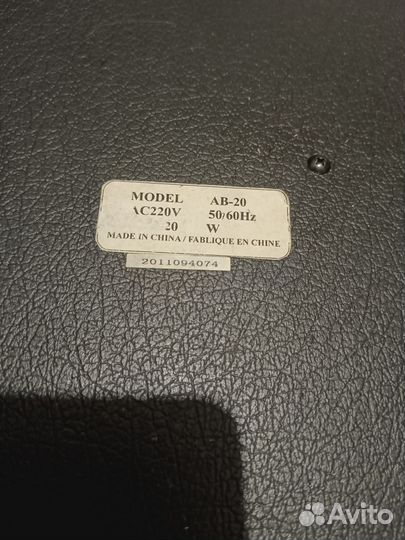 MODEL AB-20
AC220V 50/60Hz
20 W
MADE IN CHINA / FABLIQUE EN CHINE
2011094074
Avito